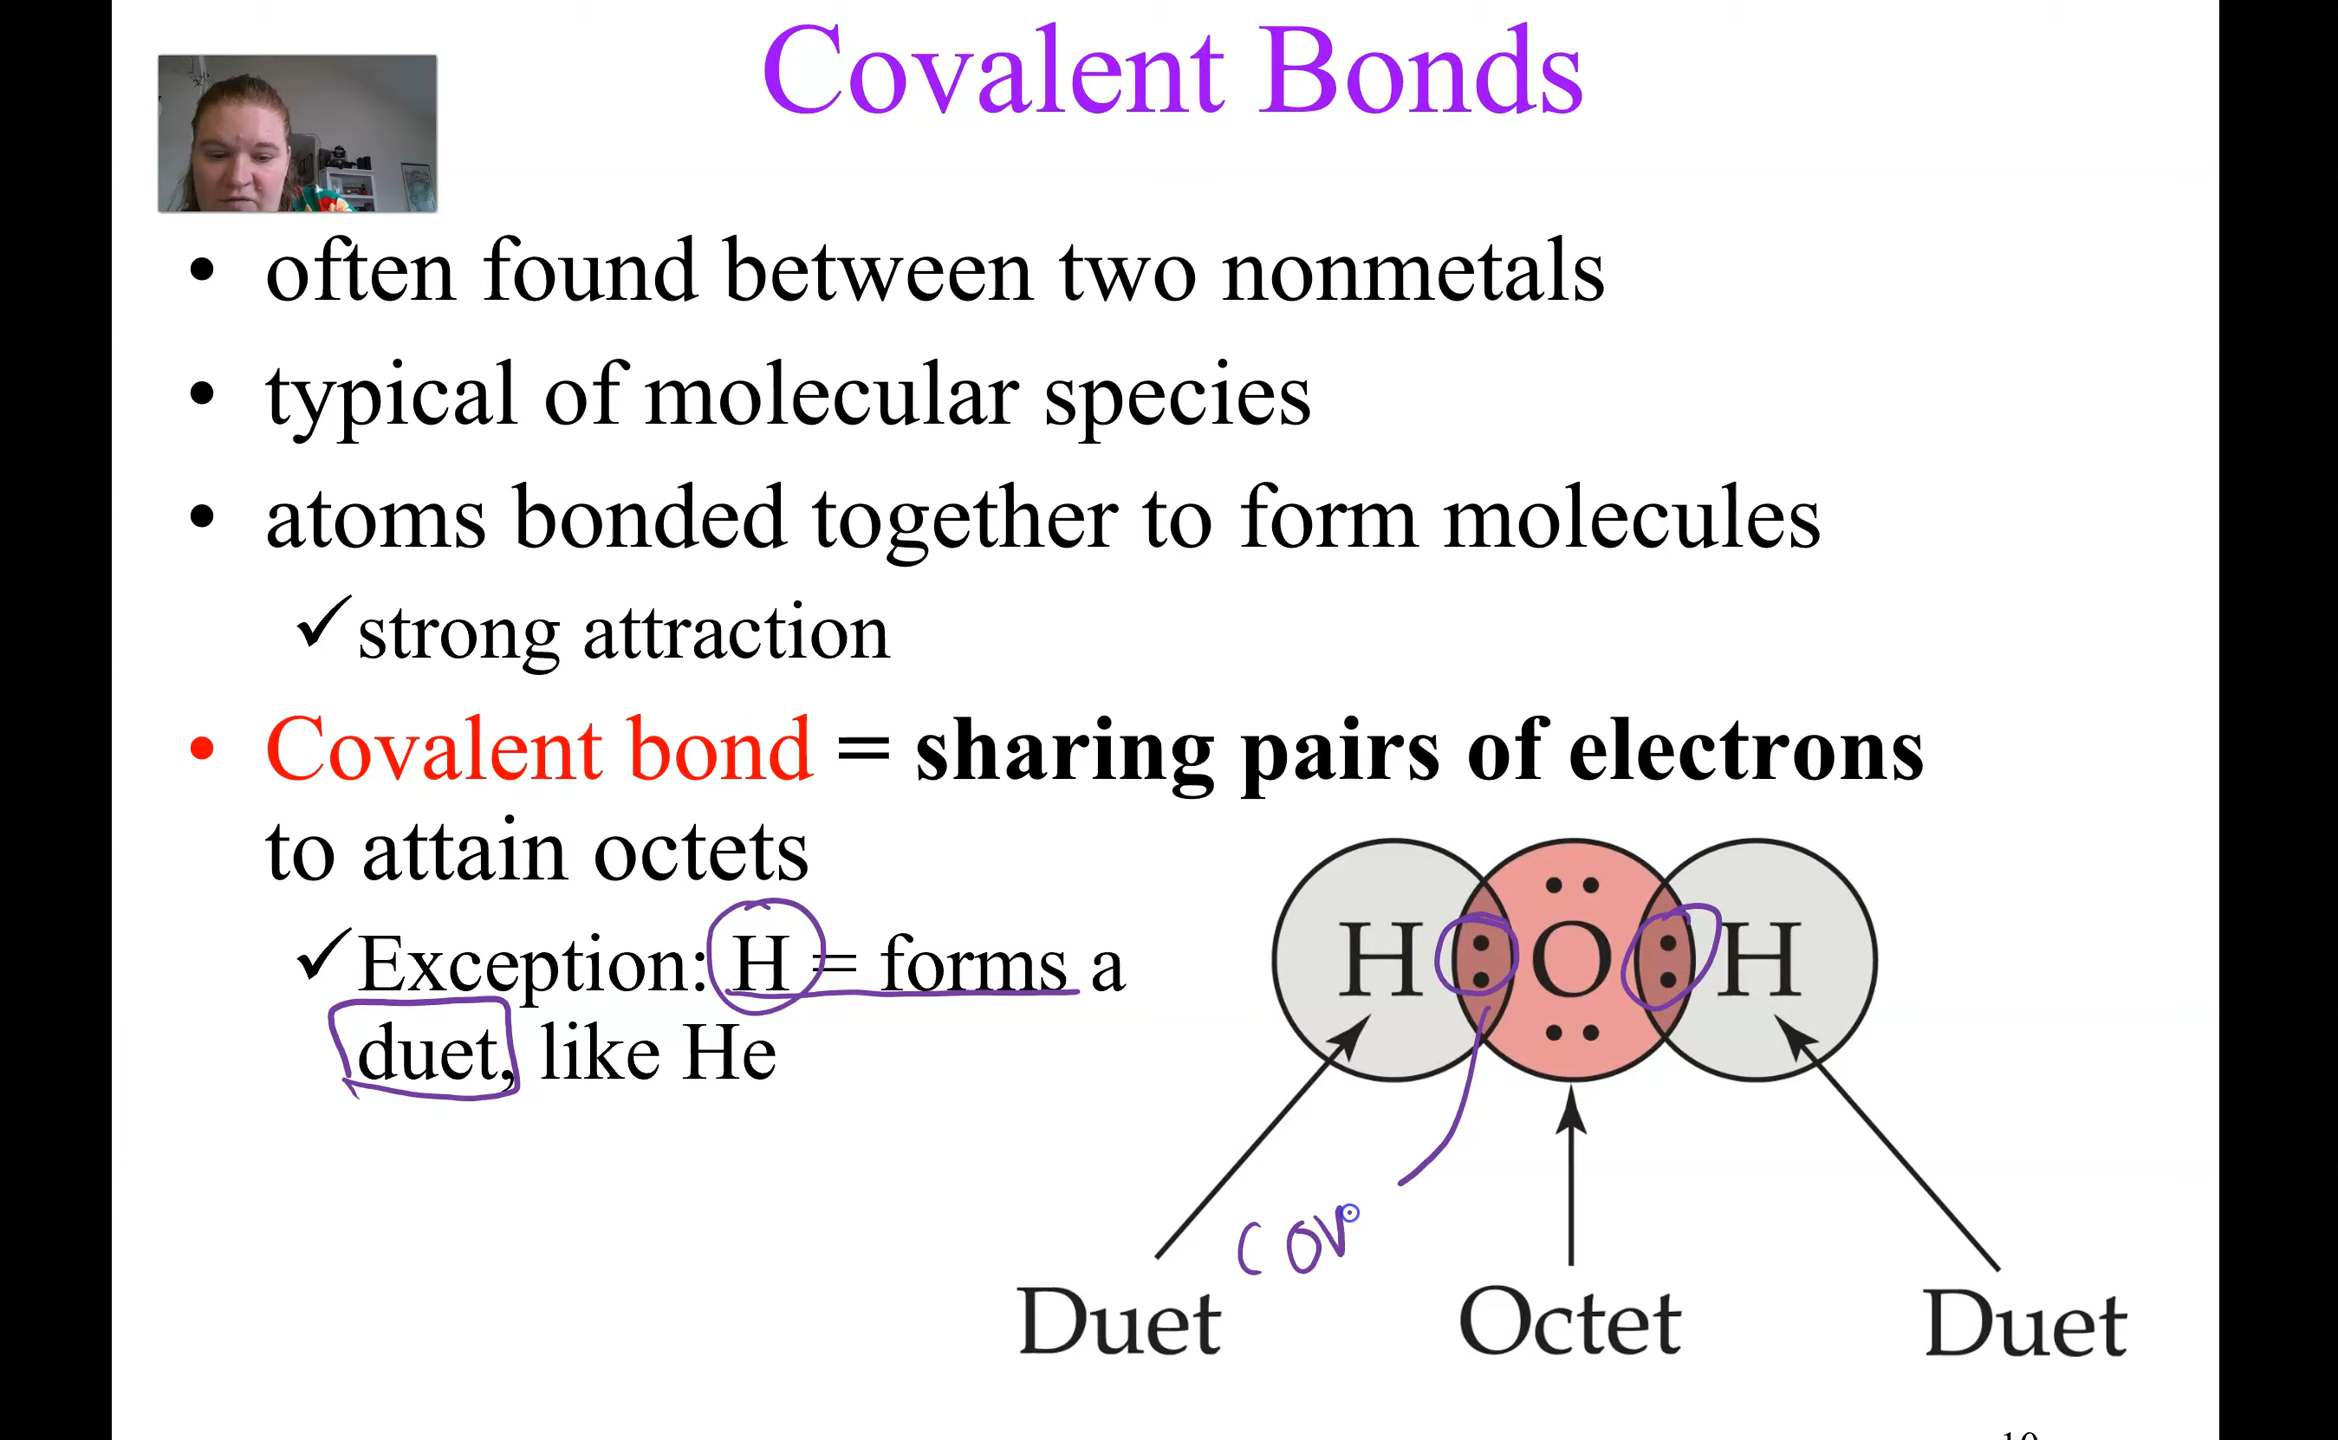 Covalent Bonds
• often found between two nonmetals
• typical of molecular species
• atoms bonded together to form molecules
✓ strong attraction
• Covalent bond = sharing pairs of electrons
to attain octets
✓ Exception: H = forms a
duet, like He
H : O : H
cov
Duet Octet Duet